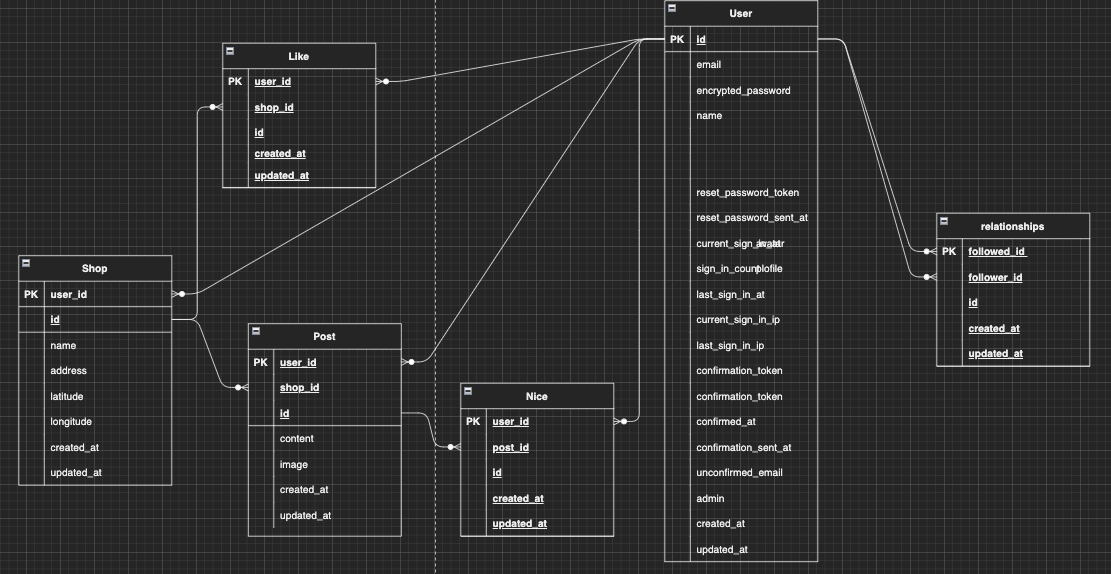 User
PK id
email
encrypted_password
name
reset_password_token
reset_password_sent_at
current_sign_in_at
sign_in_count
last_sign_in_at
current_sign_in_ip
last_sign_in_ip
confirmation_token
confirmation_token
confirmed_at
confirmation_sent_at
unconfirmed_email
admin
created_at
updated_at
Like
PK user_id
shop_id
id
created_at
updated_at
relationships
PK followed_id
follower_id
id
created_at
updated_at
Shop
PK user_id
id
name
address
latitude
longitude
created_at
updated_at
Post
PK user_id
shop_id
id
content
image
created_at
updated_at
Nice
PK user_id
post_id
id
created_at
updated_at